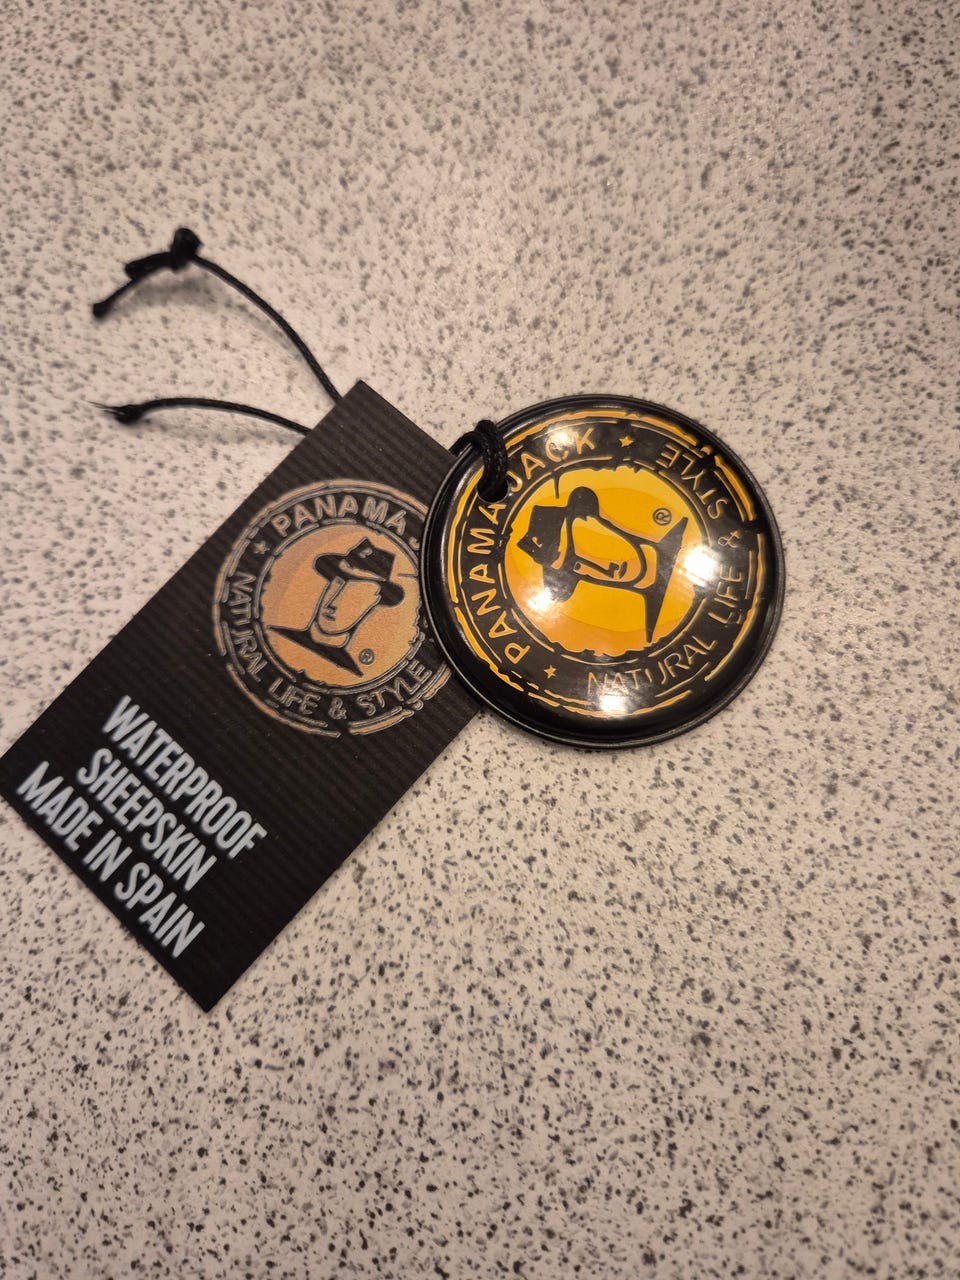 PANAMA J
NATURAL LIFE & STYLE
®
WATERPROOF
SHEEPSKIN
MADE IN SPAIN
PANAMA JACK
NATURAL LIFE & STYLE
®